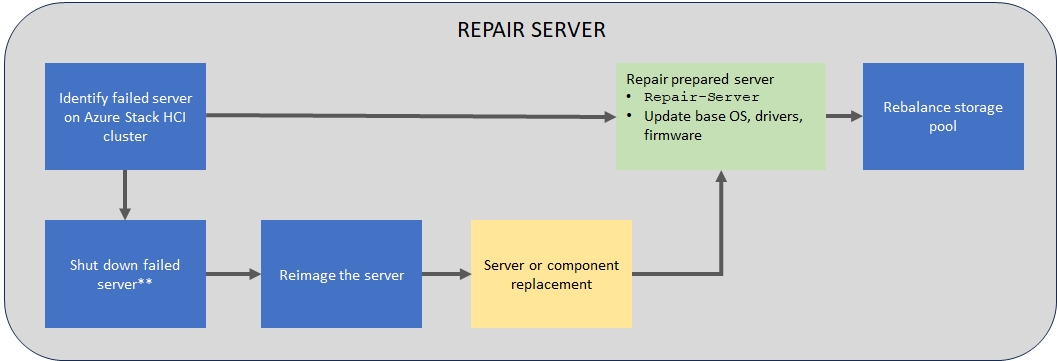 REPAIR SERVER
Identify failed server
on Azure Stack HCI
cluster
Repair prepared server
• Repair-Server
• Update base OS, drivers,
firmware
Rebalance storage
pool
Shut down failed
server**
Reimage the server
Server or component
replacement